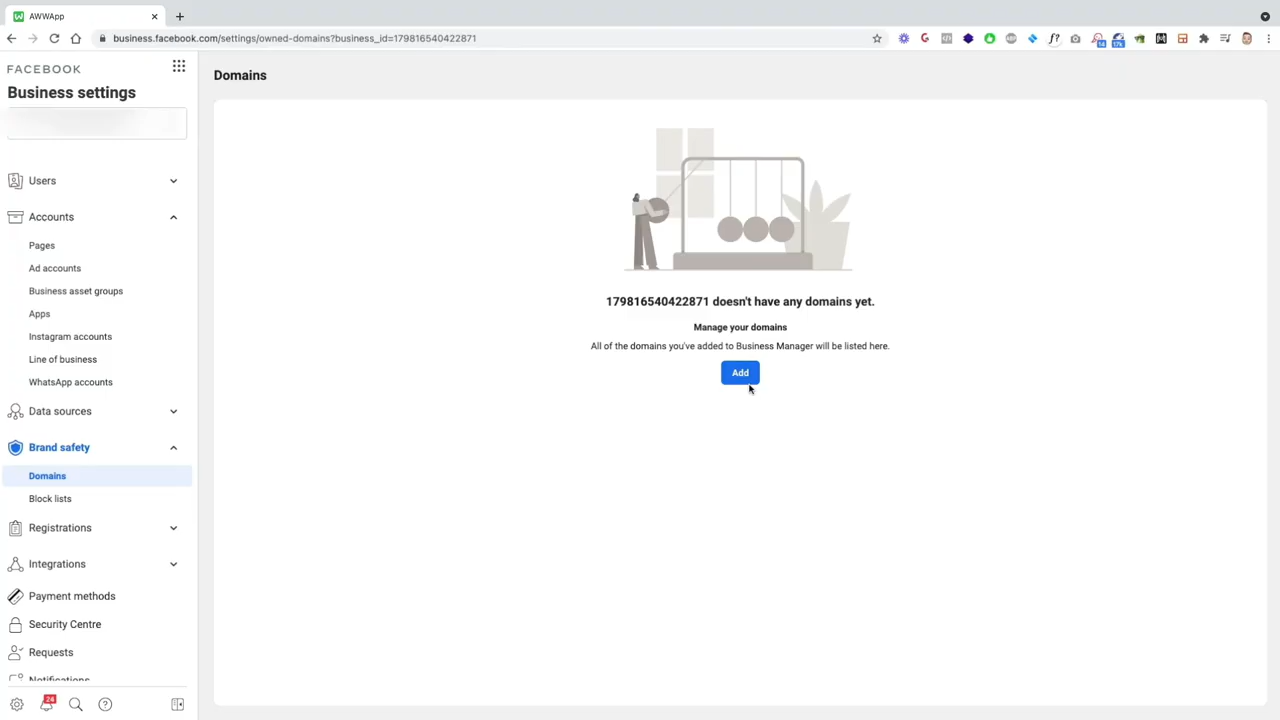 AWWApp
business.facebook.com/settings/owned-domains?business_id=179816540422871
f?
14
17k
FACEBOOK
Business settings
Users
Accounts
Pages
Ad accounts
Business asset groups
Apps
Instagram accounts
Line of business
WhatsApp accounts
Data sources
Brand safety
Domains
Block lists
Registrations
Integrations
Payment methods
Security Centre
Requests
Notifications
24
Domains
179816540422871 doesn't have any domains yet.
Manage your domains
All of the domains you've added to Business Manager will be listed here.
Add